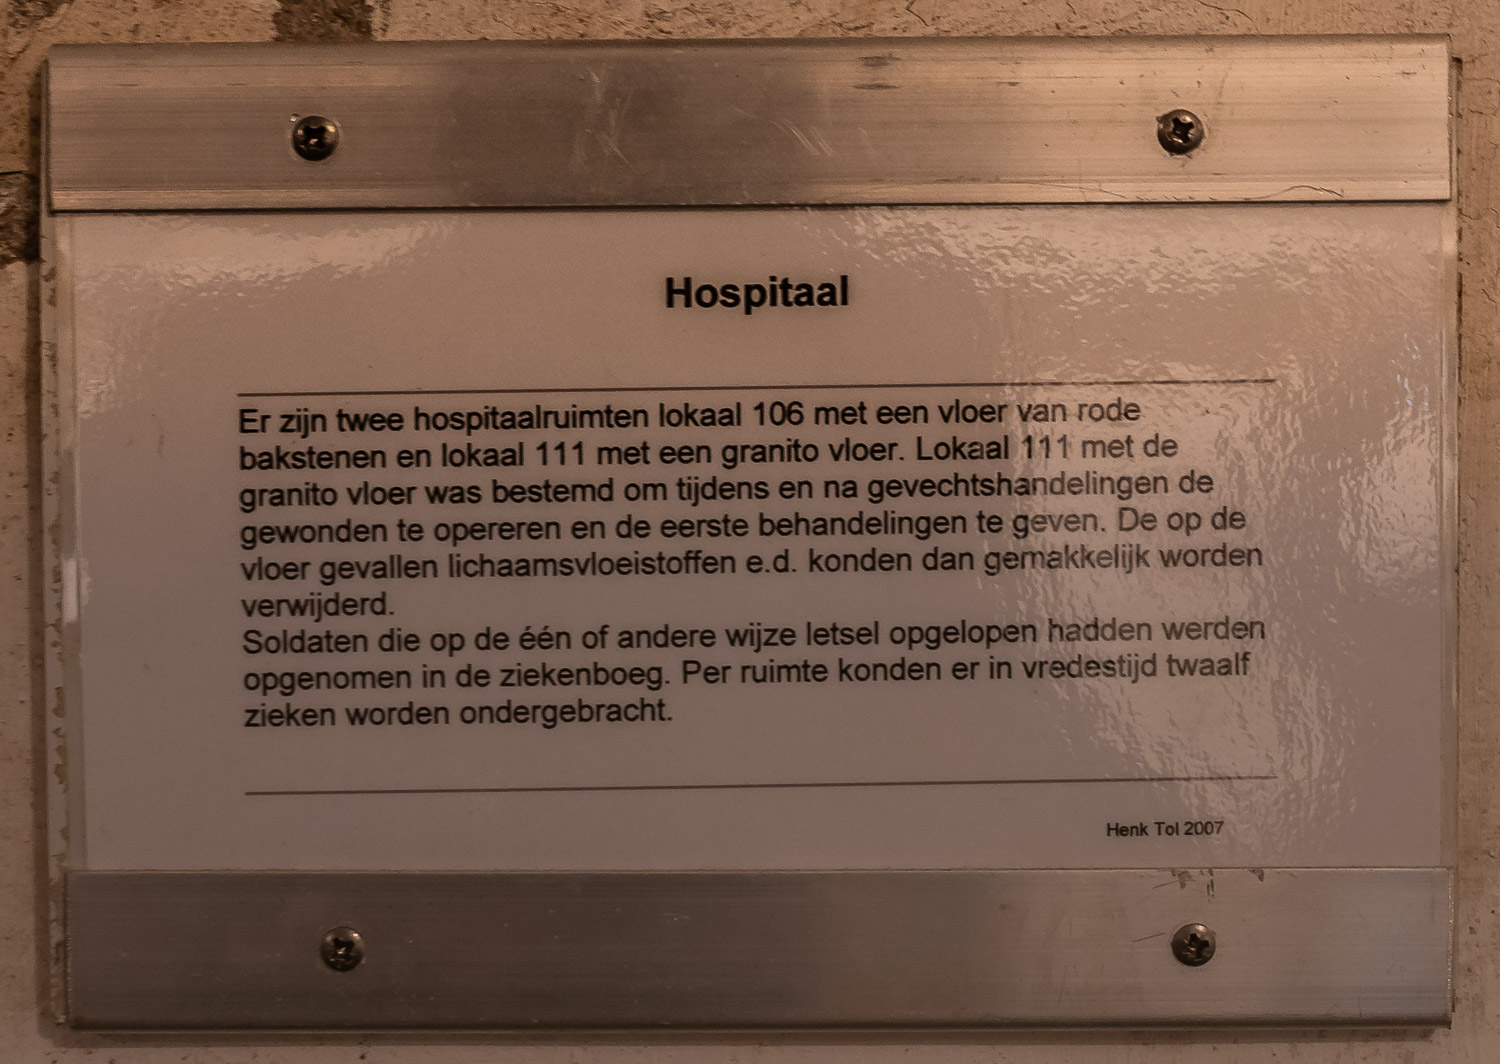 Hospitaal
Er zijn twee hospitaalruimten lokaal 106 met een vloer van rode
bakstenen en lokaal 111 met een granito vloer. Lokaal 111 met de
granito vloer was bestemd om tijdens en na gevechtshandelingen de
gewonden te opereren en de eerste behandelingen te geven. De op de
vloer gevallen lichaamsvloeistoffen e.d. konden dan gemakkelijk worden
verwijderd.
Soldaten die op de één of andere wijze letsel opgelopen hadden werden
opgenomen in de ziekenboeg. Per ruimte konden er in vredestijd twaalf
zieken worden ondergebracht.
Henk Tol 2007